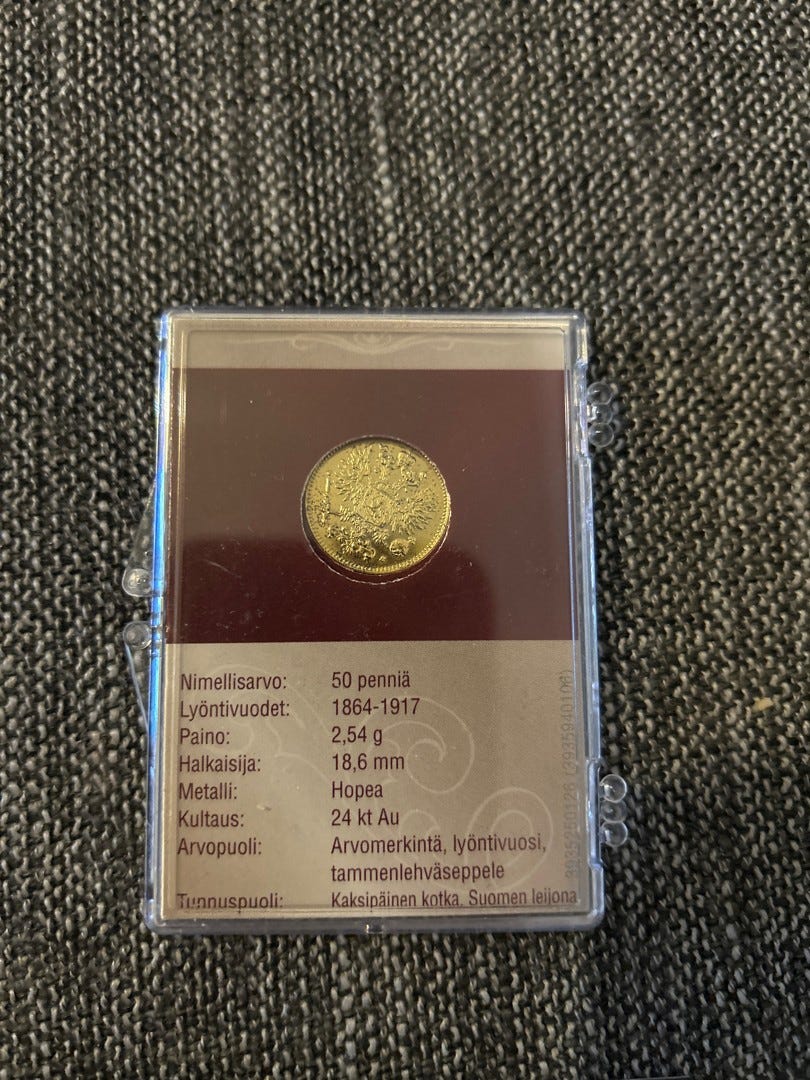 Nimellisarvo: 50 penniä
Lyöntivuodet: 1864-1917
Paino: 2,54 g
Halkaisija: 18,6 mm
Metalli: Hopea
Kultaus: 24 kt Au
Arvopuoli: Arvomerkintä, lyöntivuosi,
tammenlehväseppele
Tunnuspuoli: Kaksipäinen kotka, Suomen leijona